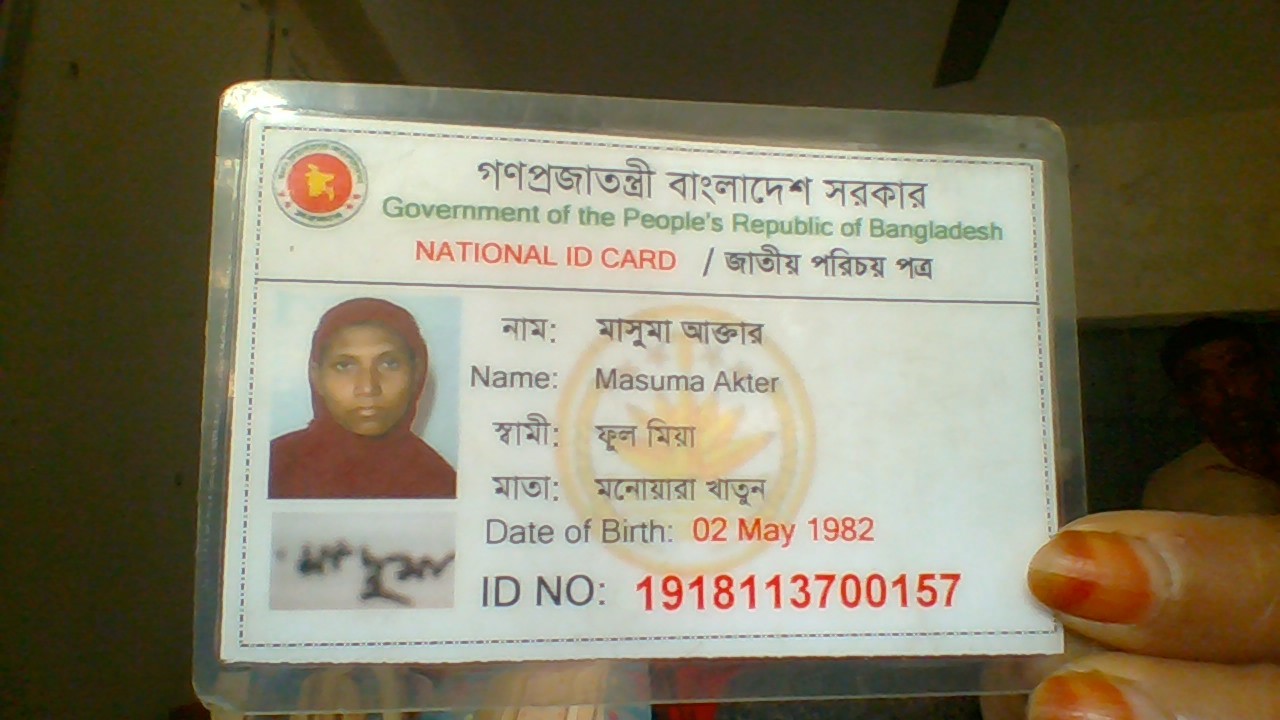 গণপ্রজাতন্ত্রী বাংলাদেশ সরকার
Government of the People's Republic of Bangladesh
NATIONAL ID CARD / জাতীয় পরিচয় পত্র
নাম: মাসুমা আক্তার
Name: Masuma Akter
স্বামী: ফুল মিয়া
মাতা: মনোয়ারা খাতুন
Date of Birth: 02 May 1982
ID NO: 1918113700157
মাসুমা